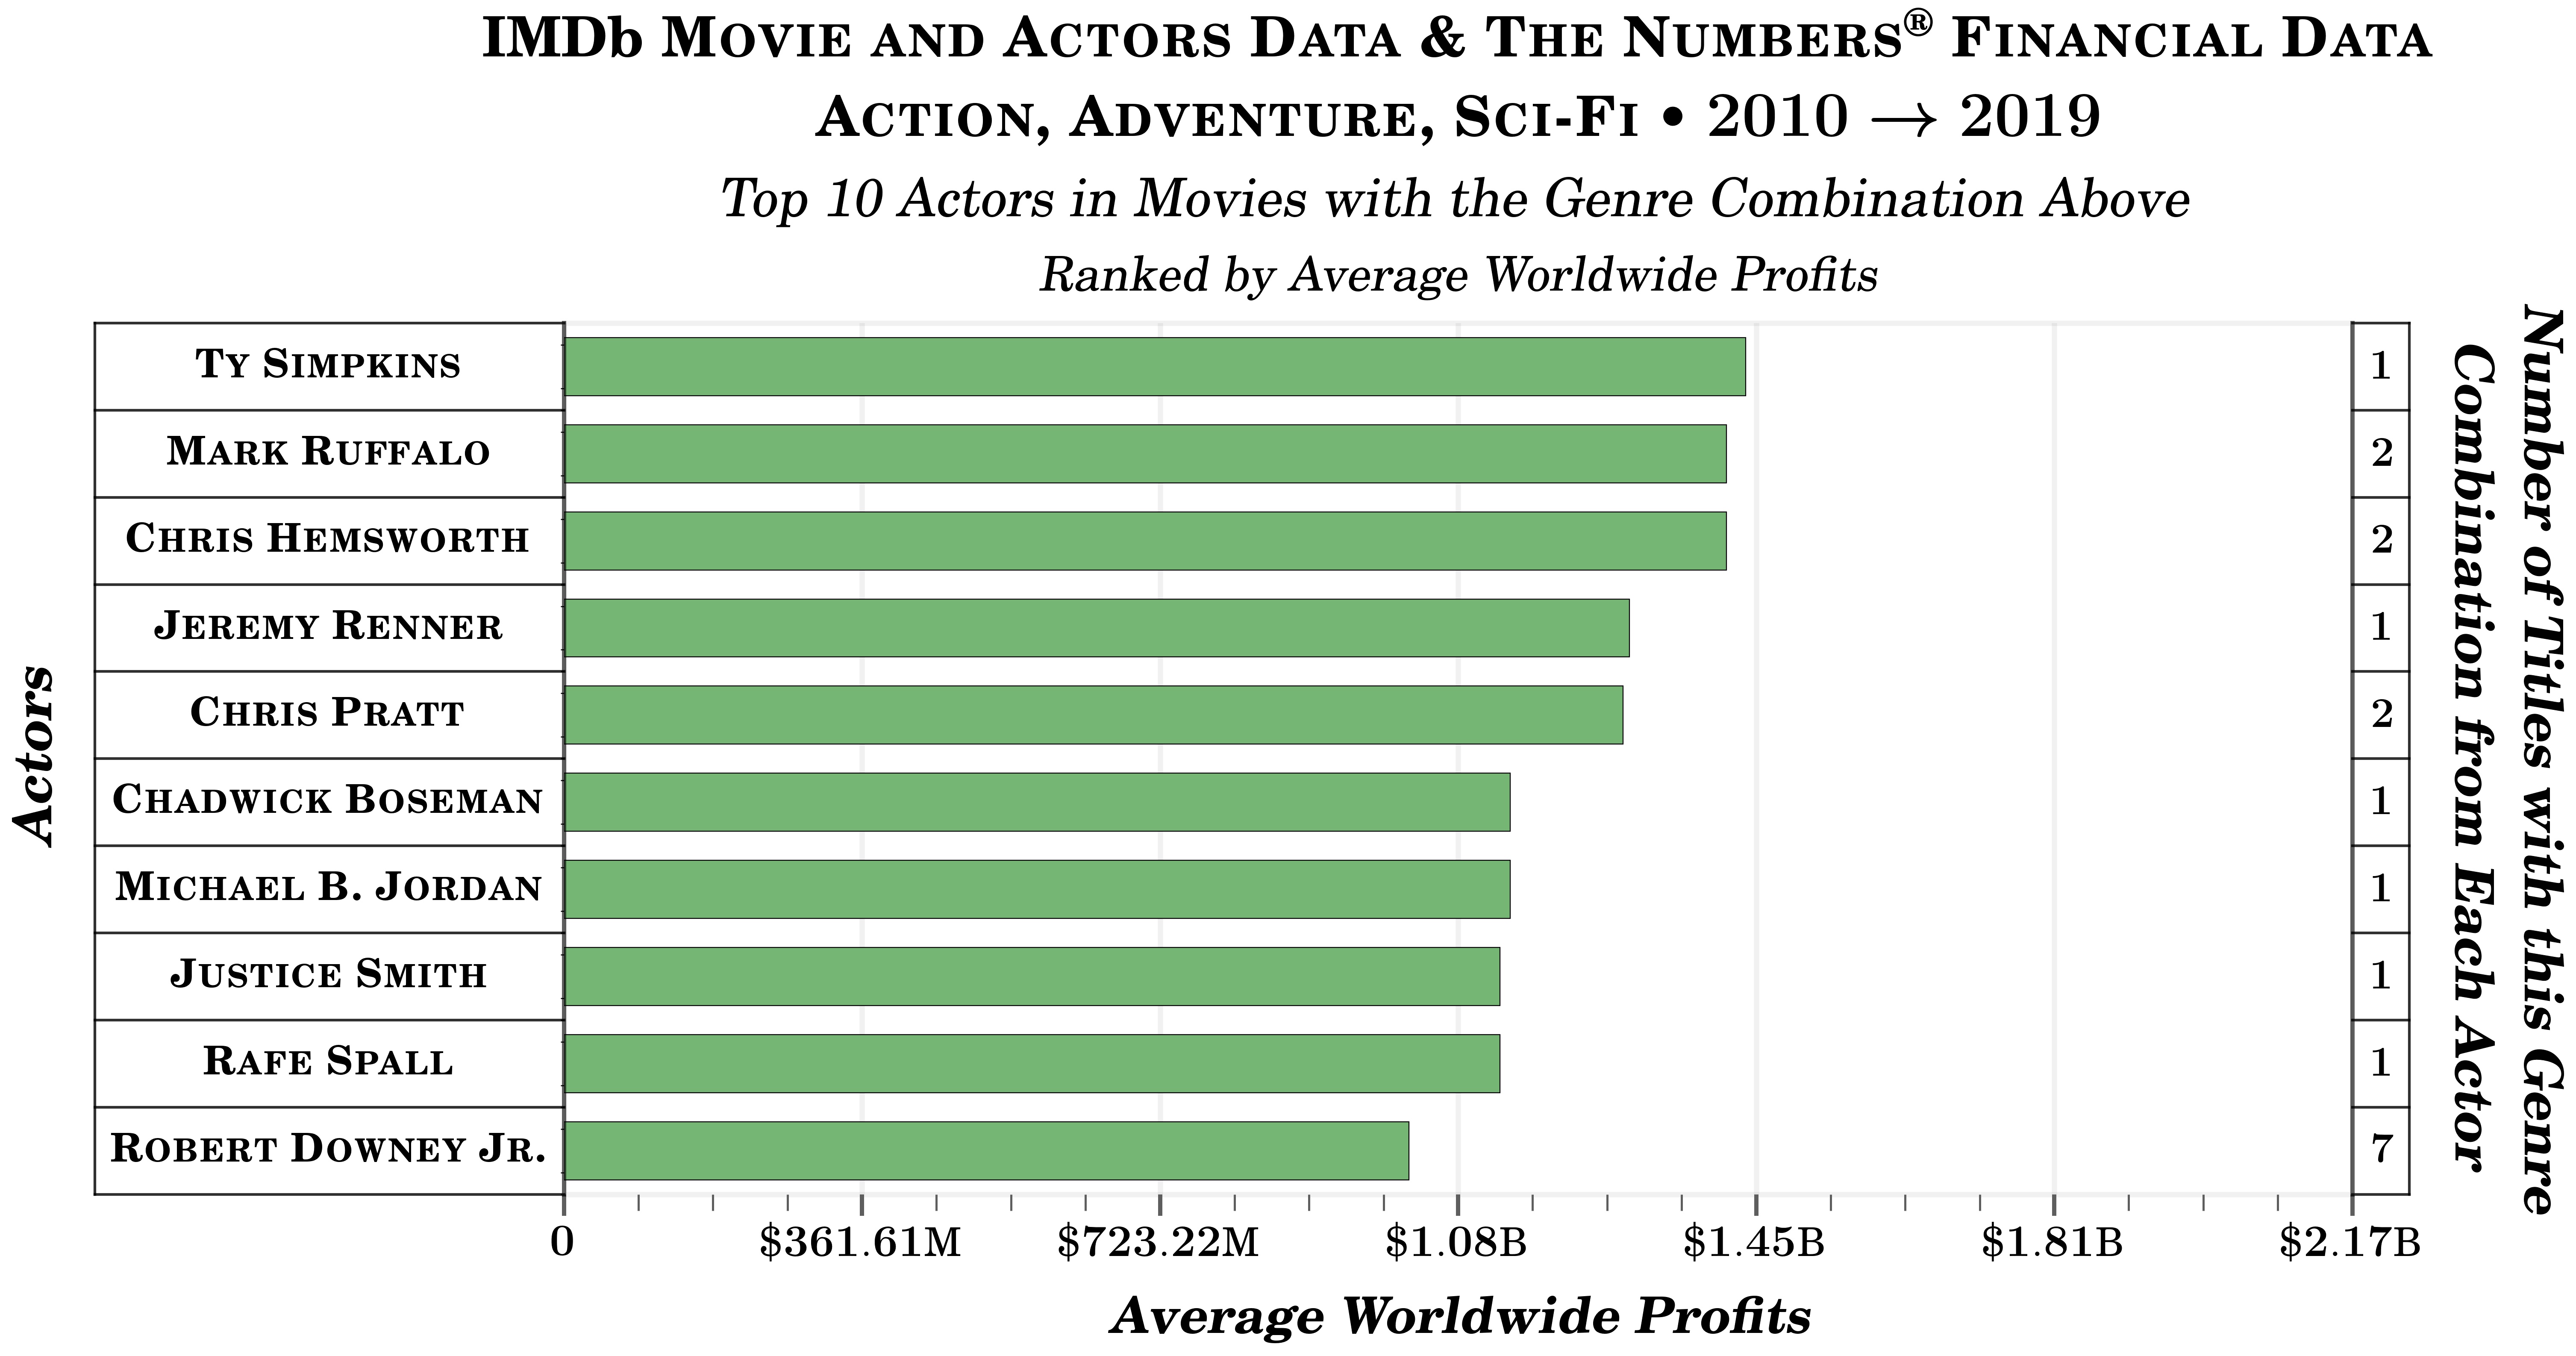 IMDb Movie and Actors Data & The Numbers® Financial Data
Action, Adventure, Sci-Fi • 2010 → 2019
Top 10 Actors in Movies with the Genre Combination Above
Ranked by Average Worldwide Profits
Actors
Ty Simpkins 1
Mark Ruffalo 2
Chris Hemsworth 2
Jeremy Renner 1
Chris Pratt 2
Chadwick Boseman 1
Michael B. Jordan 1
Justice Smith 1
Rafe Spall 1
Robert Downey Jr. 7
0 $361.61M $723.22M $1.08B $1.45B $1.81B $2.17B
Average Worldwide Profits
Number of Titles with this Genre
Combination from Each Actor